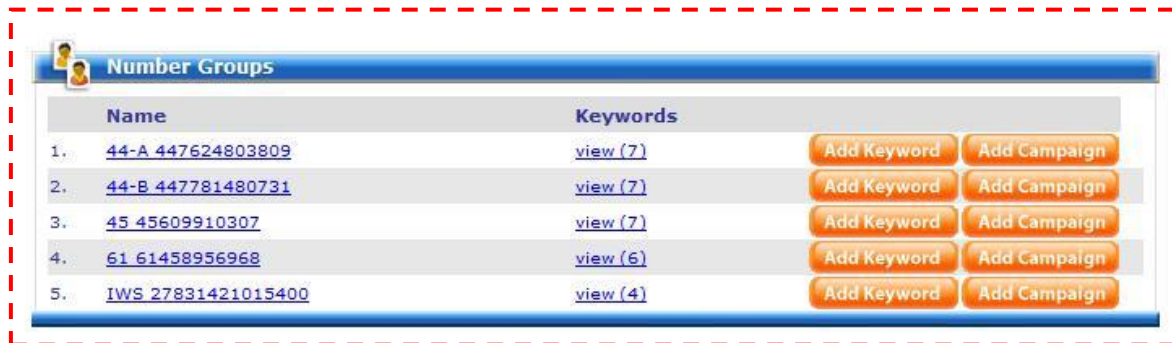 Number Groups
Name Keywords
1. 44-A 447624803809 view (7) Add Keyword Add Campaign
2. 44-B 447781480731 view (7) Add Keyword Add Campaign
3. 45 45609910307 view (7) Add Keyword Add Campaign
4. 61 61458956968 view (6) Add Keyword Add Campaign
5. IWS 27831421015400 view (4) Add Keyword Add Campaign